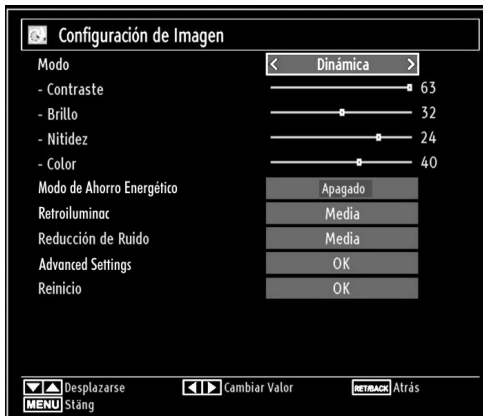 Configuración de Imagen
Modo < Dinámica >
- Contraste 63
- Brillo 32
- Nitidez 24
- Color 40
Modo de Ahorro Energético Apagado
Retroiluminac Media
Reducción de Ruido Media
Advanced Settings OK
Reinicio OK
Desplazarse Cambiar Valor RET/BACK Atrás
MENU Stäng